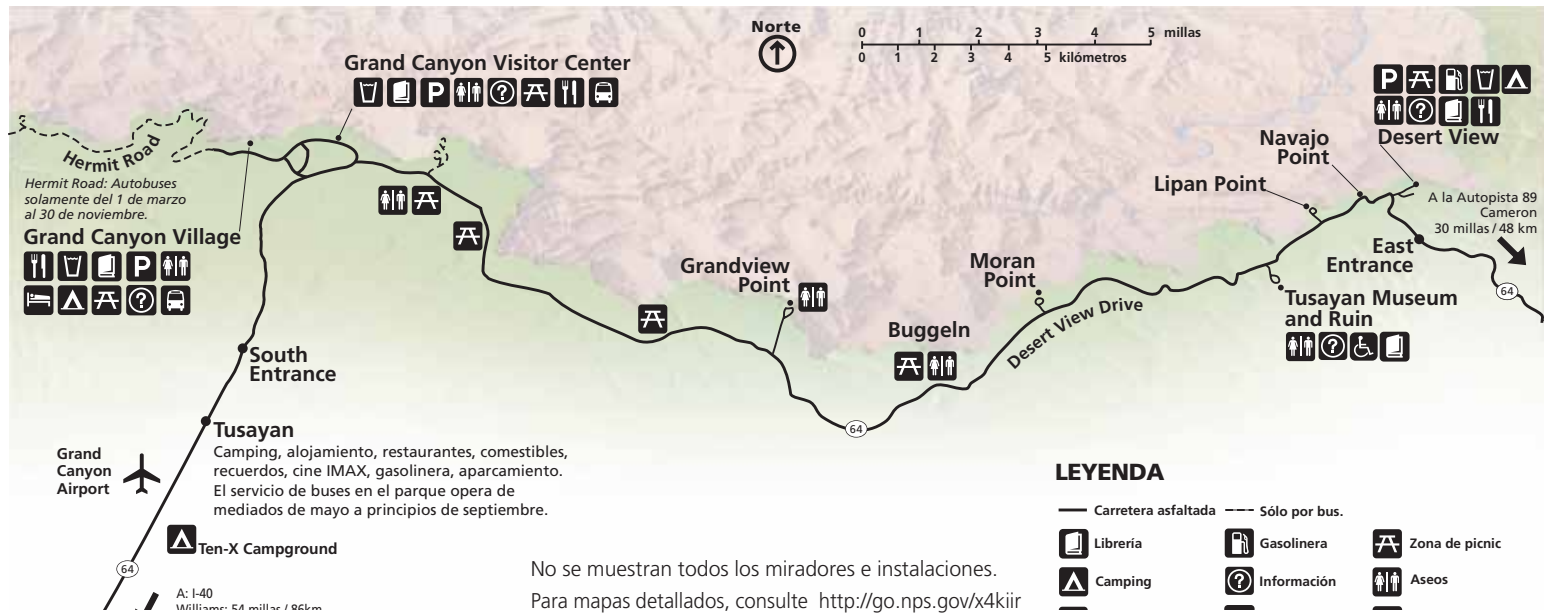 Norte
0 1 2 3 4 5 millas
0 1 2 3 4 5 kilómetros
Grand Canyon Visitor Center
P
?
Hermit Road
Hermit Road: Autobuses
solamente del 1 de marzo
al 30 de noviembre.
Grand Canyon Village
P
?
P
?
Desert View
Navajo
Point
Lipan Point
A la Autopista 89
Cameron
30 millas / 48 km
East
Entrance
64
Grandview
Point
Moran
Point
Tusayan Museum
and Ruin
?
Buggeln
Desert View Drive
64
South
Entrance
Tusayan
Camping, alojamiento, restaurantes, comestibles,
recuerdos, cine IMAX, gasolinera, aparcamiento.
El servicio de buses en el parque opera de
mediados de mayo a principios de septiembre.
Grand
Canyon
Airport
Ten-X Campground
64
A: I-40
Williams: 54 millas / 86km
No se muestran todos los miradores e instalaciones.
Para mapas detallados, consulte http://go.nps.gov/x4kiir
LEYENDA
Carretera asfaltada Sólo por bus.
Librería Gasolinera Zona de picnic
Camping ? Información Aseos